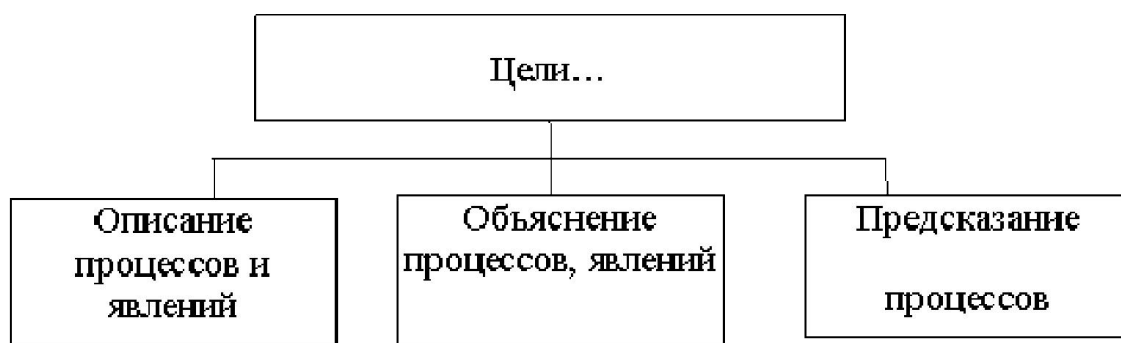 Цели...
Описание
процессов и
явлений
Объяснение
процессов, явлений
Предсказание
процессов